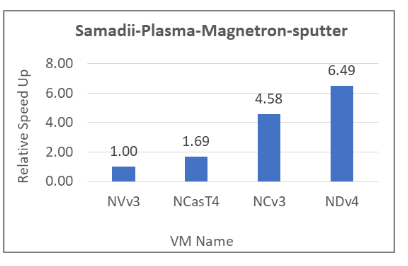 Samadii-Plasma-Magnetron-sputter
Relative Speed Up
8.00
6.00
4.00
2.00
0.00
1.00
1.69
4.58
6.49
NVv3 NCasT4 NCv3 NDv4
VM Name